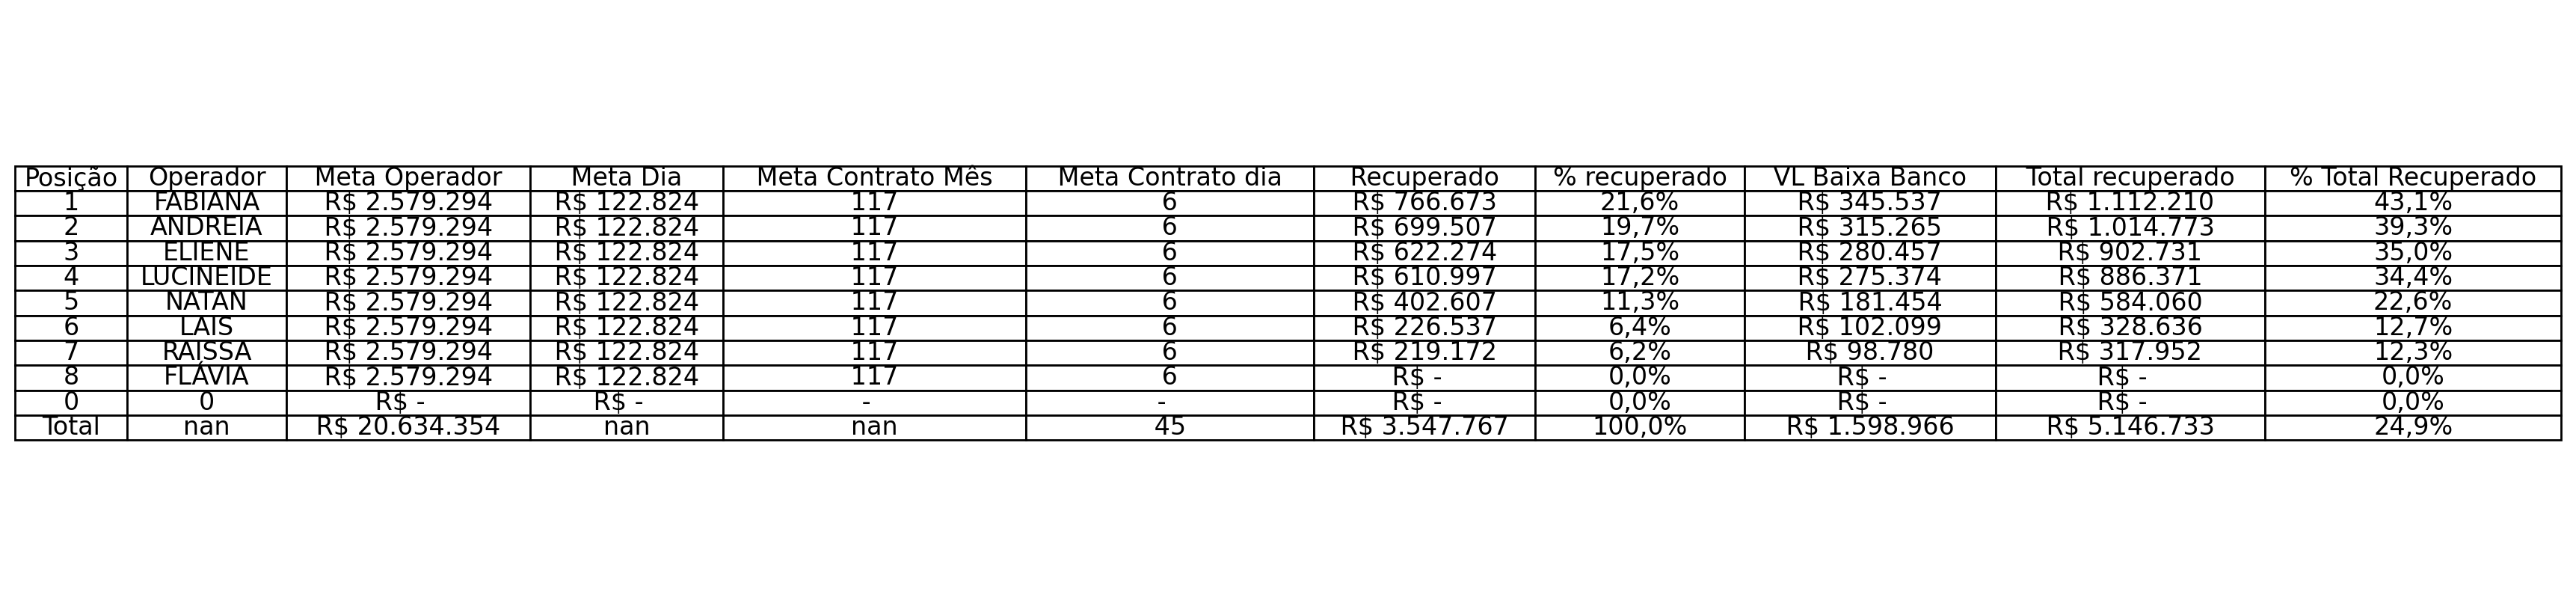 Posição Operador Meta Operador Meta Dia Meta Contrato Mês Meta Contrato dia Recuperado % recuperado VL Baixa Banco Total recuperado % Total Recuperado
1 FABIANA R$ 2.579.294 R$ 122.824 117 6 R$ 766.673 21,6% R$ 345.537 R$ 1.112.210 43,1%
2 ANDREIA R$ 2.579.294 R$ 122.824 117 6 R$ 699.507 19,7% R$ 315.265 R$ 1.014.773 39,3%
3 ELIENE R$ 2.579.294 R$ 122.824 117 6 R$ 622.274 17,5% R$ 280.457 R$ 902.731 35,0%
4 LUCINEIDE R$ 2.579.294 R$ 122.824 117 6 R$ 610.997 17,2% R$ 275.374 R$ 886.371 34,4%
5 NATAN R$ 2.579.294 R$ 122.824 117 6 R$ 402.607 11,3% R$ 181.454 R$ 584.060 22,6%
6 LAIS R$ 2.579.294 R$ 122.824 117 6 R$ 226.537 6,4% R$ 102.099 R$ 328.636 12,7%
7 RAISSA R$ 2.579.294 R$ 122.824 117 6 R$ 219.172 6,2% R$ 98.780 R$ 317.952 12,3%
8 FLÁVIA R$ 2.579.294 R$ 122.824 117 6 R$ - 0,0% R$ - R$ - 0,0%
0 0 R$ - R$ - - - R$ - 0,0% R$ - R$ - 0,0%
Total nan R$ 20.634.354 nan nan 45 R$ 3.547.767 100,0% R$ 1.598.966 R$ 5.146.733 24,9%